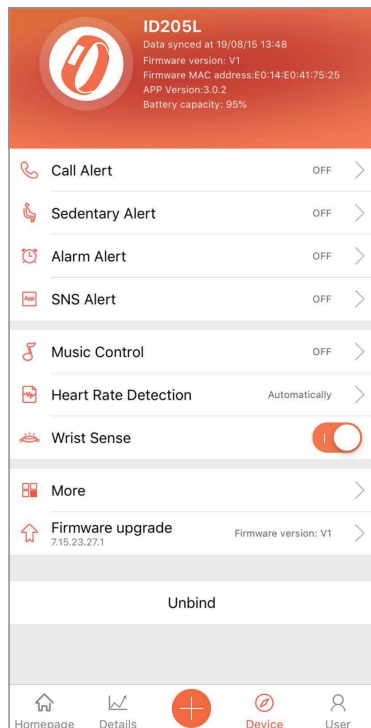 ID205L
Data synced at 19/08/15 13:48
Firmware version: V1
Firmware MAC address:E0:14:E0:41:75:25
APP Version:3.0.2
Battery capacity: 95%
Call Alert OFF
Sedentary Alert OFF
Alarm Alert OFF
App SNS Alert OFF
Music Control OFF
Heart Rate Detection Automatically
Wrist Sense
More
Firmware upgrade Firmware version: V1
7.15.23.27.1
Unbind
Homepage Details Device User